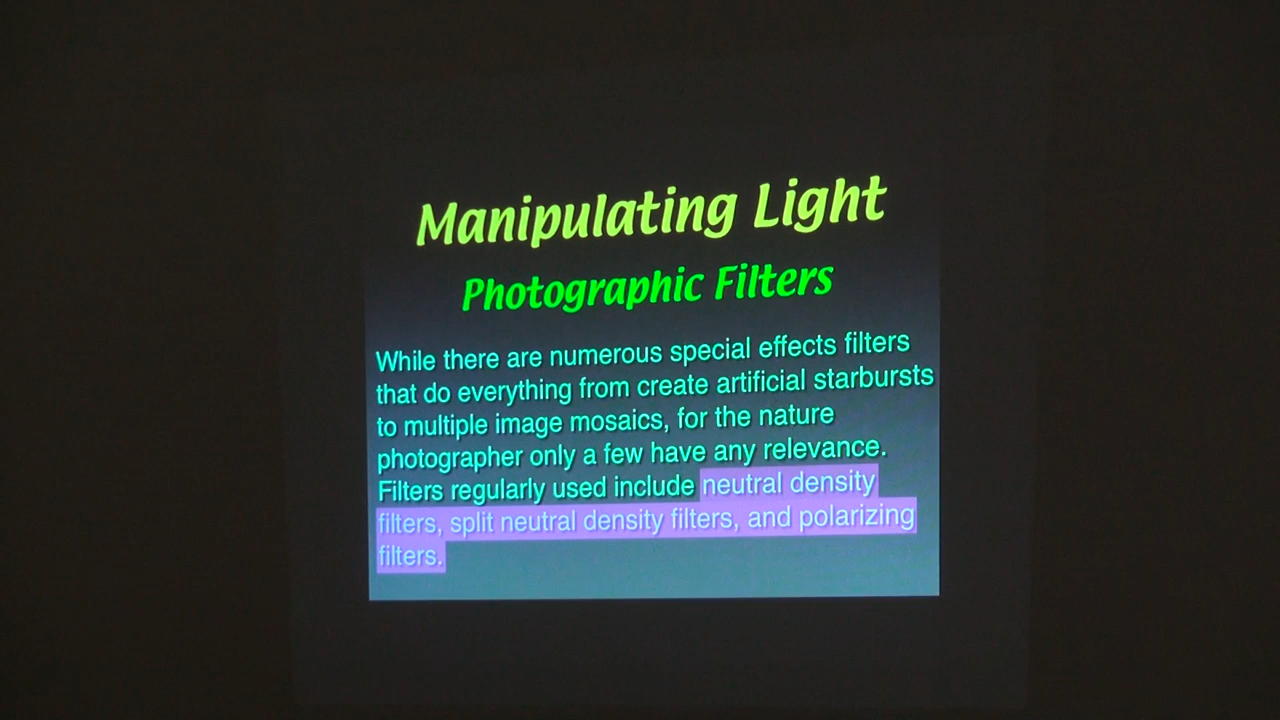 Manipulating Light
Photographic Filters
While there are numerous special effects filters
that do everything from create artificial starbursts
to multiple image mosaics, for the nature
photographer only a few have any relevance.
Filters regularly used include neutral density
filters, split neutral density filters, and polarizing
filters.